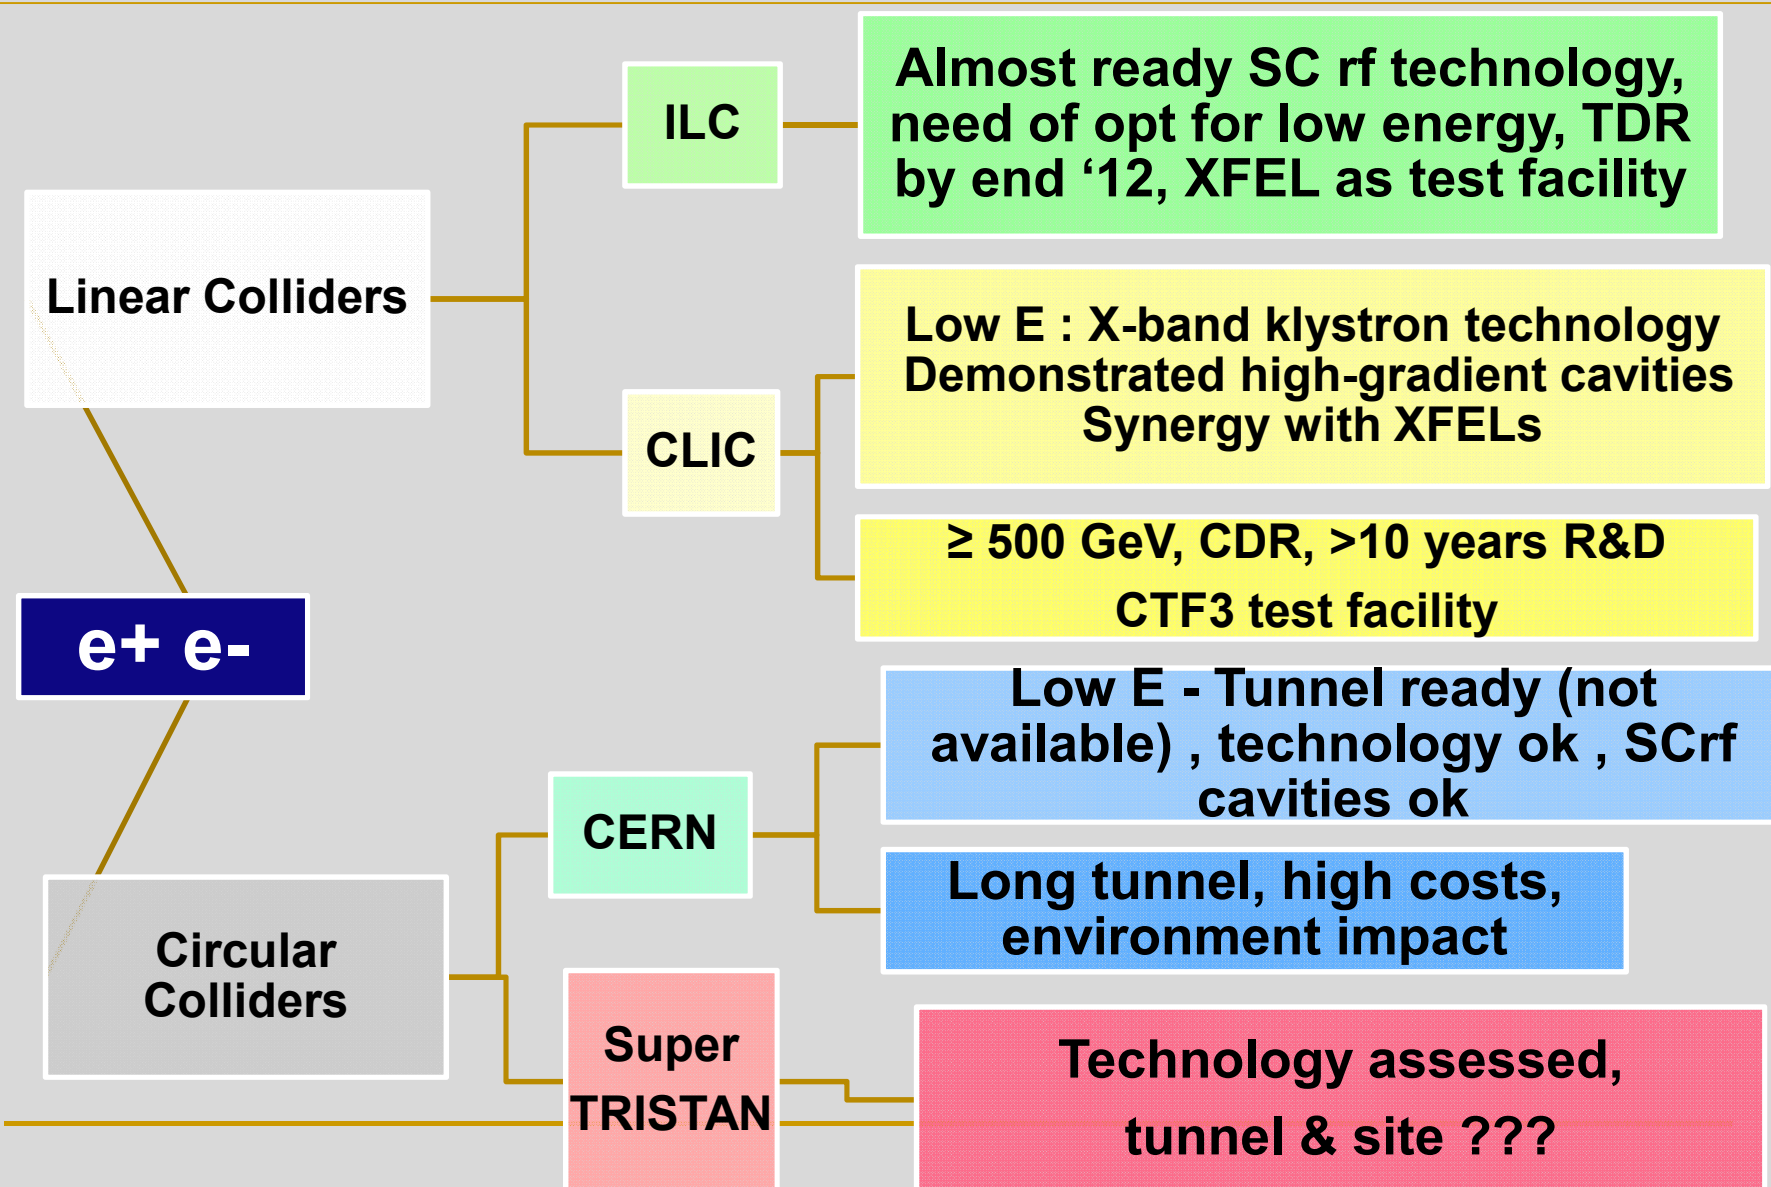 ILC
Almost ready SC rf technology,
need of opt for low energy, TDR
by end ‘12, XFEL as test facility
Linear Colliders
CLIC
Low E : X-band klystron technology
Demonstrated high-gradient cavities
Synergy with XFELs
≥ 500 GeV, CDR, >10 years R&D
CTF3 test facility
e+ e-
CERN
Low E - Tunnel ready (not
available) , technology ok , SCrf
cavities ok
Long tunnel, high costs,
environment impact
Circular
Colliders
Super
TRISTAN
Technology assessed,
tunnel & site ???